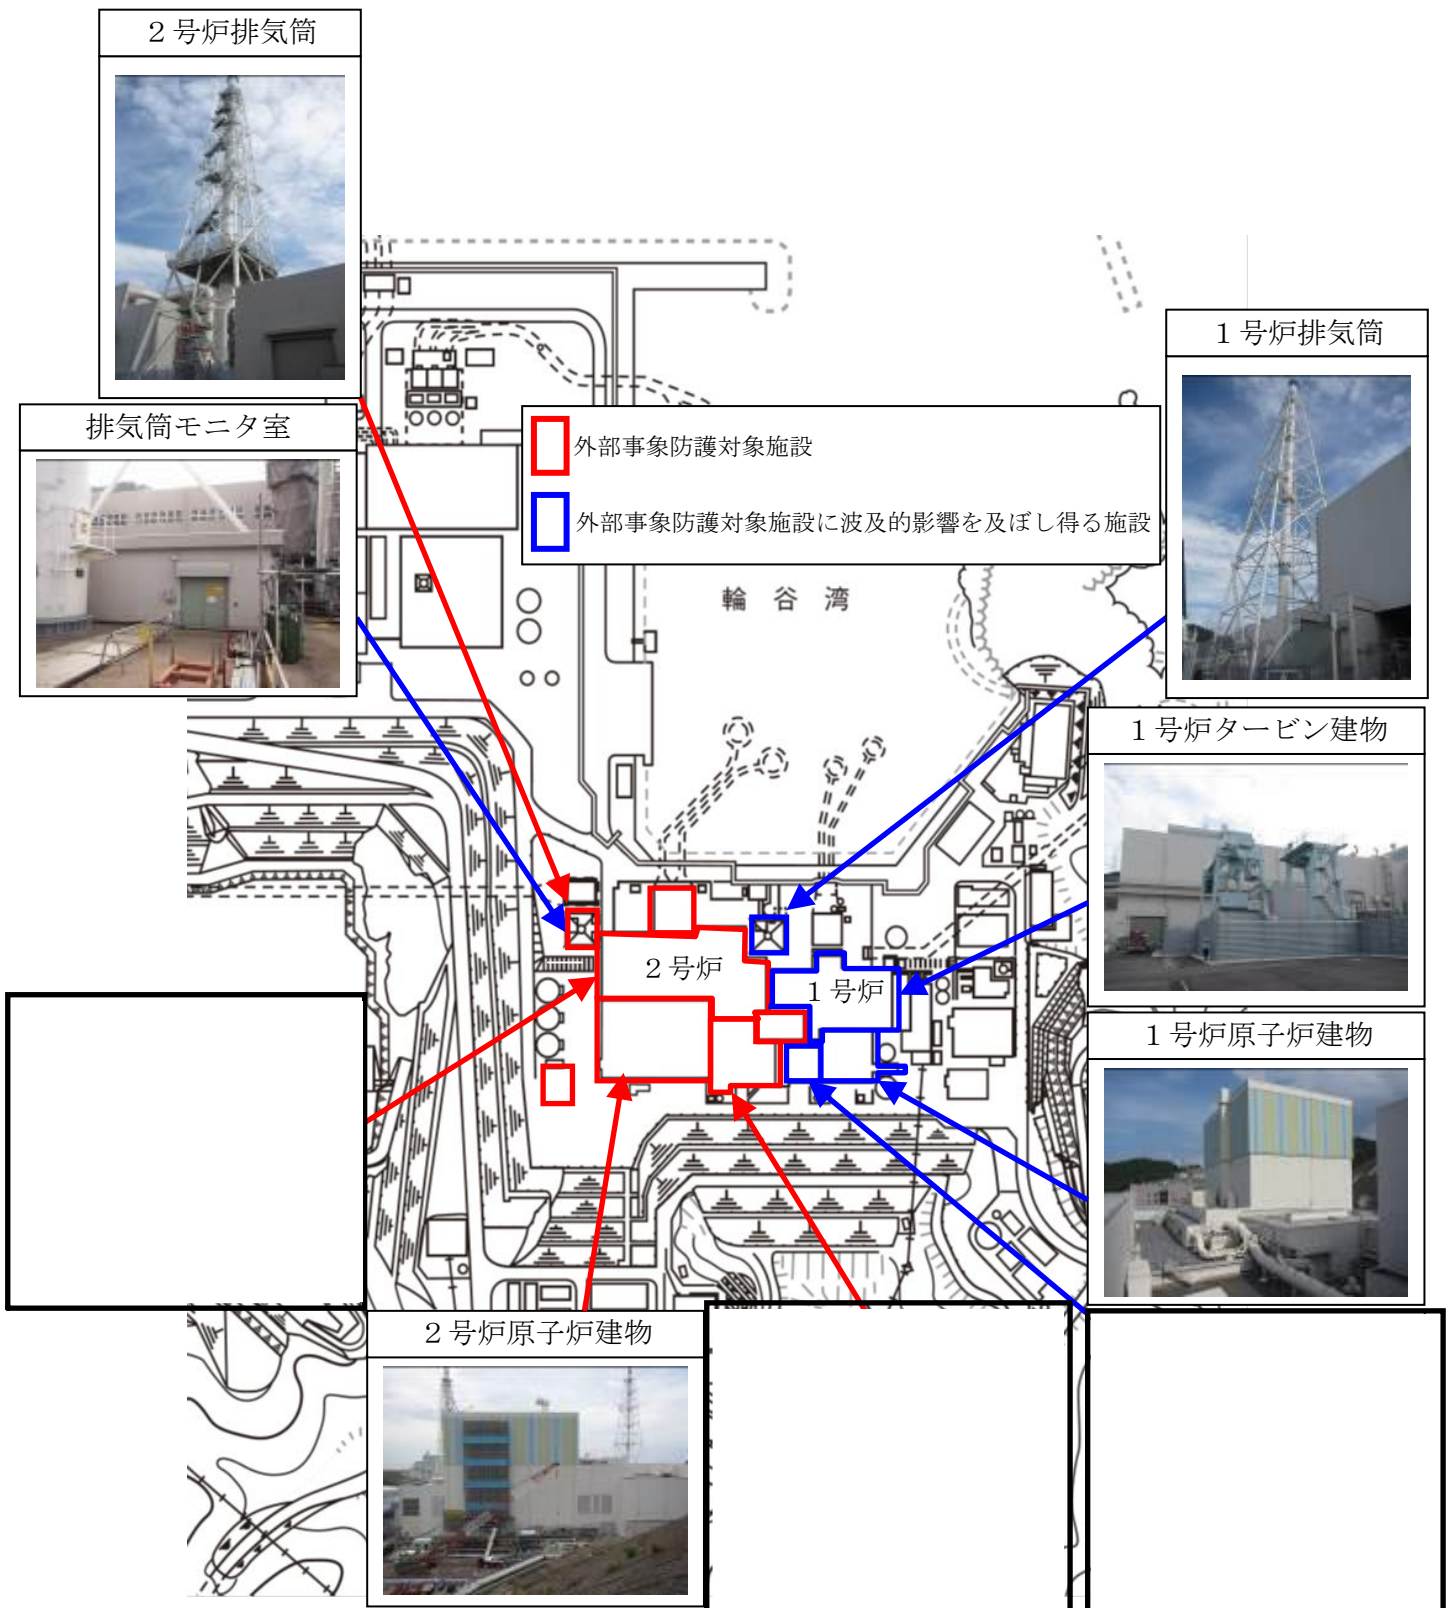 ２号炉排気筒
１号炉排気筒
排気筒モニタ室
外部事象防護対象施設
外部事象防護対象施設に波及的影響を及ぼし得る施設
輪谷湾
１号炉タービン建物
２号炉
１号炉
１号炉原子炉建物
２号炉原子炉建物